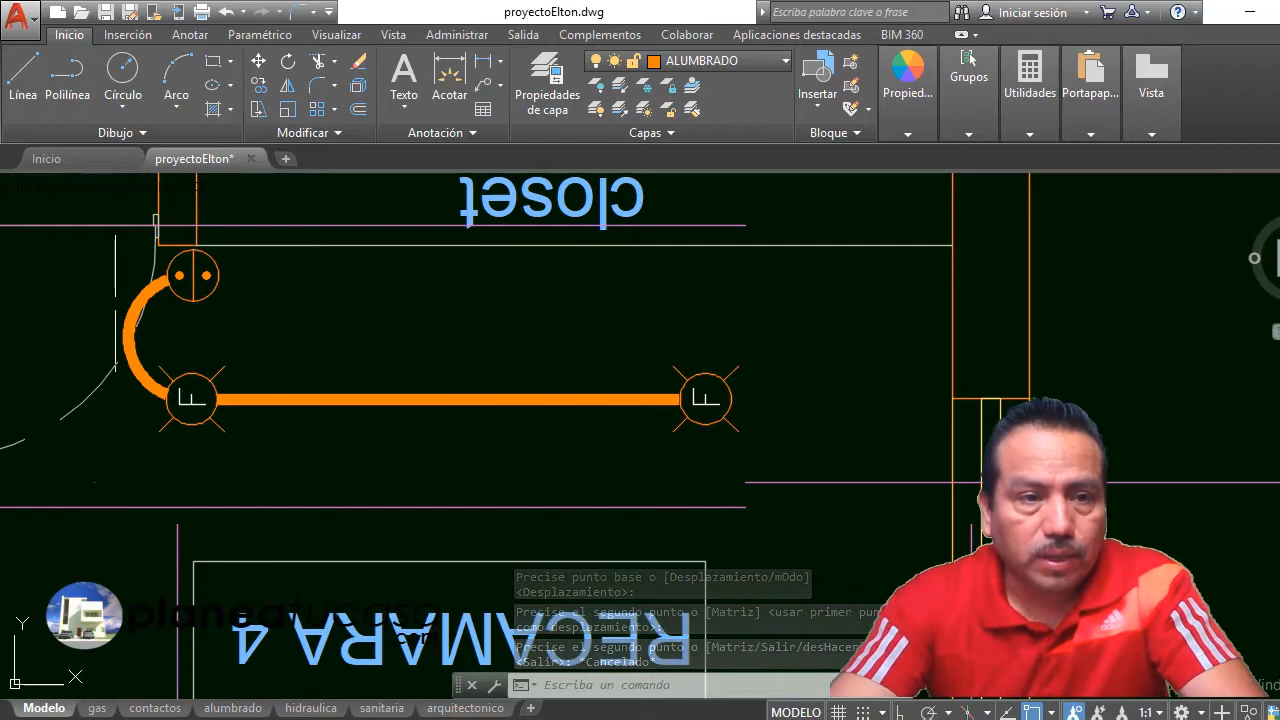 proyectoElton.dwg
Escriba palabra clave o frase
Iniciar sesión
Inicio Inserción Anotar Paramétrico Visualizar Vista Administrar Salida Complementos Colaborar Aplicaciones destacadas BIM 360
ALUMBRADO
Línea Polilínea Círculo Arco
Texto Acotar
Propiedades de capa
Insertar
Propied... Grupos Utilidades Portapap... Vista
Dibujo Modificar Anotación Capas Bloque
Inicio proyectoElton*
closet
F F
Precise punto base o [Desplazamiento/mOdo]
<Desplazamiento>:
Precise el segundo punto o [Matriz] <usar primer pun
como desplazamiento>:
Precise el segundo punto o [Matriz/Salir/desHacer
<Salir>: *Cancelado*
planeatucasa
.com
RECAMARA 4
Y
X
Escriba un comando
Modelo gas contactos alumbrado hidraulica sanitaria arquitectonico
MODELO 1:1